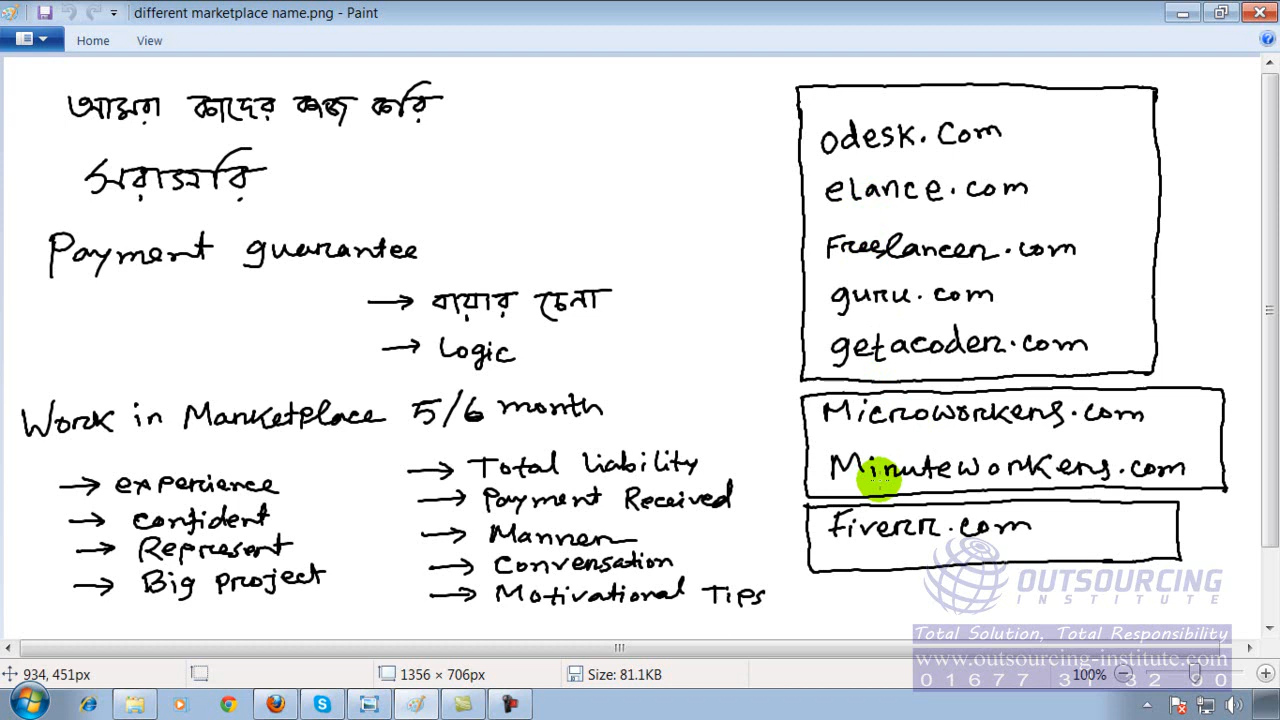 different marketplace name.png - Paint
Home View
আমরা কাদের কাজ করি
সরাসরি
Payment guarantee
→ বায়ার চেনা
→ Logic
Work in Marketplace 5/6 month
→ experience
→ confident
→ Represent
→ Big project
→ Total liability
→ Payment Received
→ Manner
→ Conversation
→ Motivational Tips
odesk.com
elance.com
Freelancer.com
guru.com
getacoder.com
Microworkers.com
Minuteworkers.com
fiverr.com
OUTSOURCING
INSTITUTE
Total Solution, Total Responsibility
www.outsourcing-institute.com
934, 451px
1356 × 706px
Size: 81.1KB
100%